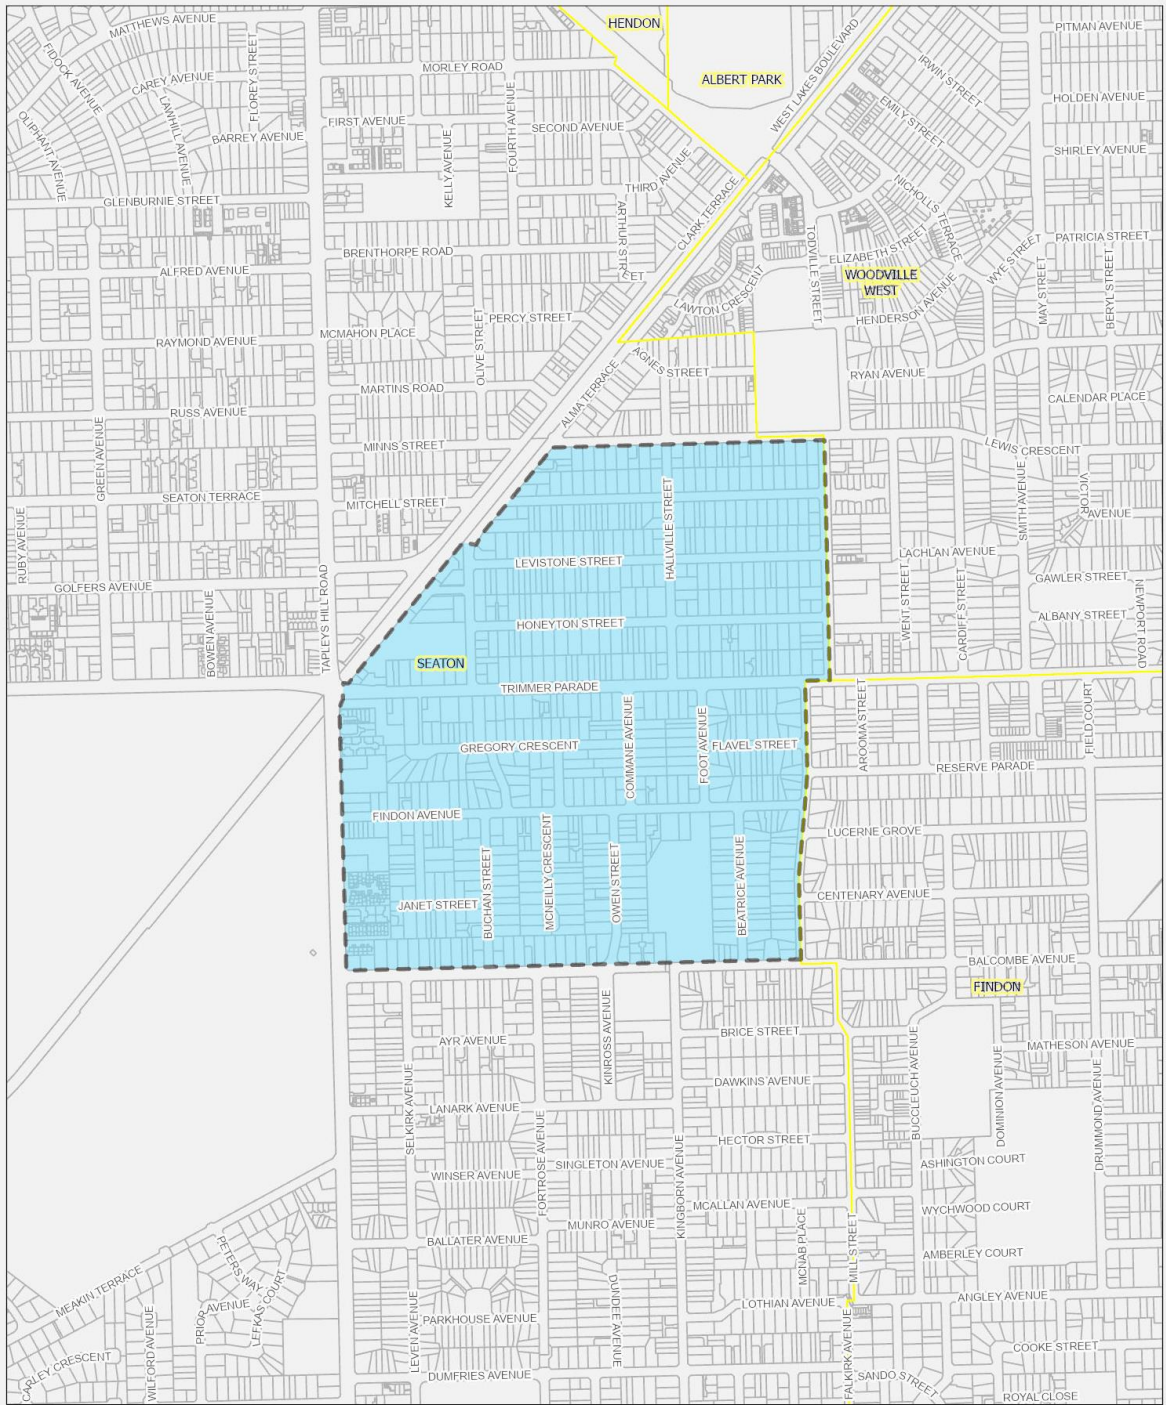 HENDON
MATTHEWS AVENUE
PITMAN AVENUE
WEST LAKES BOULEVARD
FIDOCK AVENUE
FLOREY STREET
MORLEY ROAD
CAREY AVENUE
ALBERT PARK
IRWIN STREET
HOLDEN AVENUE
OLIPHANT AVENUE
LAWHILL AVENUE
FOURTH AVENUE
EMILY STREET
FIRST AVENUE
SECOND AVENUE
BARREY AVENUE
KELLY AVENUE
SHIRLEY AVENUE
THIRD AVENUE
GLENBURNIE STREET
CLARK TERRACE
NICHOLLS TERRACE
ARTHUR STREET
PATRICIA STREET
BRENTHORPE ROAD
TODVILLE STREET
ELIZABETH STREET
WYE STREET
ALFRED AVENUE
WOODVILLE
WEST
MAY STREET
BERYL STREET
LAWTON CRESCENT
HENDERSON AVENUE
PERCY STREET
MCMAHON PLACE
RAYMOND AVENUE
OLIVE STREET
AGNES STREET
RYAN AVENUE
MARTINS ROAD
ALMA TERRACE
CALENDAR PLACE
RUSS AVENUE
MINNS STREET
LEWIS CRESCENT
GREEN AVENUE
SEATON TERRACE
MITCHELL STREET
HALLVILLE STREET
SMITH AVENUE
VICTOR
AVENUE
RUBY AVENUE
LACHLAN AVENUE
LEVISTONE STREET
GAWLER STREET
GOLFERS AVENUE
TAPLEYS HILL ROAD
BOWEN AVENUE
WENT STREET
CARDIFF STREET
ALBANY STREET
NEWPORT ROAD
HONEYTON STREET
SEATON
TRIMMER PARADE
AROOMA STREET
FIELD COURT
COMMANE AVENUE
FOOT AVENUE
GREGORY CRESCENT
FLAVEL STREET
RESERVE PARADE
FINDON AVENUE
LUCERNE GROVE
BUCHAN STREET
MCNEILLY CRESCENT
OWEN STREET
BEATRICE AVENUE
CENTENARY AVENUE
JANET STREET
BALCOMBE AVENUE
FINDON
KINROSS AVENUE
BRICE STREET
AYR AVENUE
MATHESON AVENUE
BUCCLEUCH AVENUE
DOMINION AVENUE
DRUMMOND AVENUE
DAWKINS AVENUE
SELKIRK AVENUE
LANARK AVENUE
FORTROSE AVENUE
HECTOR STREET
KINGBORN AVENUE
SINGLETON AVENUE
ASHINGTON COURT
WINSER AVENUE
MCALLAN AVENUE
WYCHWOOD COURT
MUNRO AVENUE
BALLATER AVENUE
MCNAB PLACE
MILL STREET
AMBERLEY COURT
PETERS WAY
MEAKIN TERRACE
LEFKAS COURT
PRIOR
AVENUE
DUNDEE AVENUE
LOTHIAN AVENUE
ANGLEY AVENUE
WILFORD AVENUE
LEVEN AVENUE
PARKHOUSE AVENUE
FALKIRK AVENUE
COOKE STREET
CARLEY CRESCENT
DUMFRIES AVENUE
SANDO STREET
ROYAL CLOSE